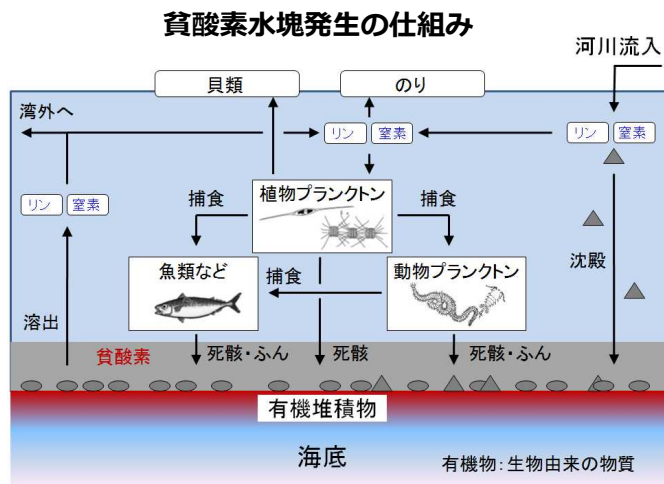 貧酸素水塊発生の仕組み
河川流入
貝類
のり
湾外へ
リン 窒素
リン 窒素
植物プランクトン
リン 窒素
捕食
捕食
魚類など
捕食
動物プランクトン
沈殿
溶出
貧酸素
死骸・ふん
死骸
死骸・ふん
有機堆積物
海底
有機物：生物由来の物質